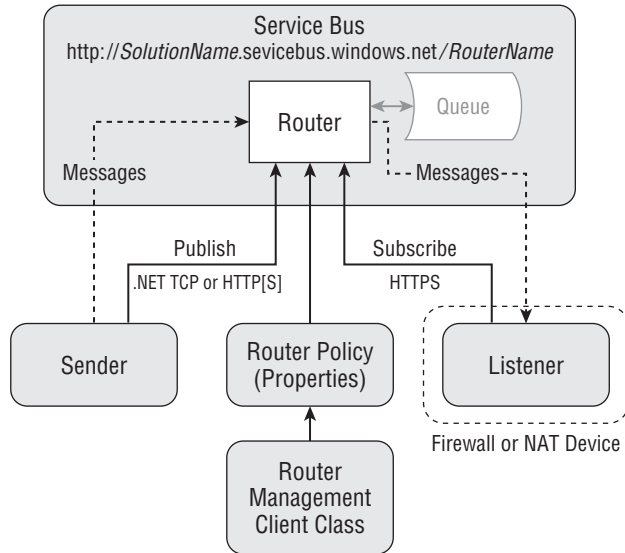 Service Bus
http://SolutionName.sevicebus.windows.net/RouterName
Queue
Router
Messages
Messages
Publish
.NET TCP or HTTP[S]
Subscribe
HTTPS
Sender
Router Policy
(Properties)
Listener
Firewall or NAT Device
Router
Management
Client Class